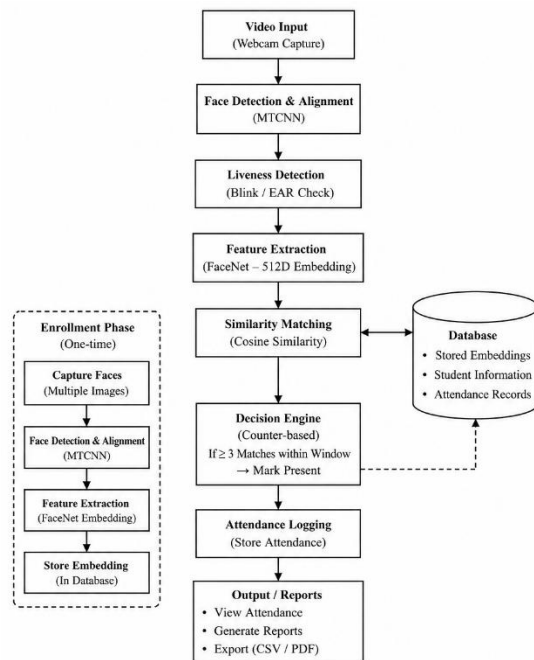 Video Input
(Webcam Capture)
Face Detection & Alignment
(MTCNN)
Liveness Detection
(Blink / EAR Check)
Feature Extraction
(FaceNet – 512D Embedding)
Similarity Matching
(Cosine Similarity)
Database
• Stored Embeddings
• Student Information
• Attendance Records
Decision Engine
(Counter-based)
If ≥ 3 Matches within Window
→ Mark Present
Attendance Logging
(Store Attendance)
Output / Reports
• View Attendance
• Generate Reports
• Export (CSV / PDF)
Enrollment Phase
(One-time)
Capture Faces
(Multiple Images)
Face Detection & Alignment
(MTCNN)
Feature Extraction
(FaceNet Embedding)
Store Embedding
(In Database)